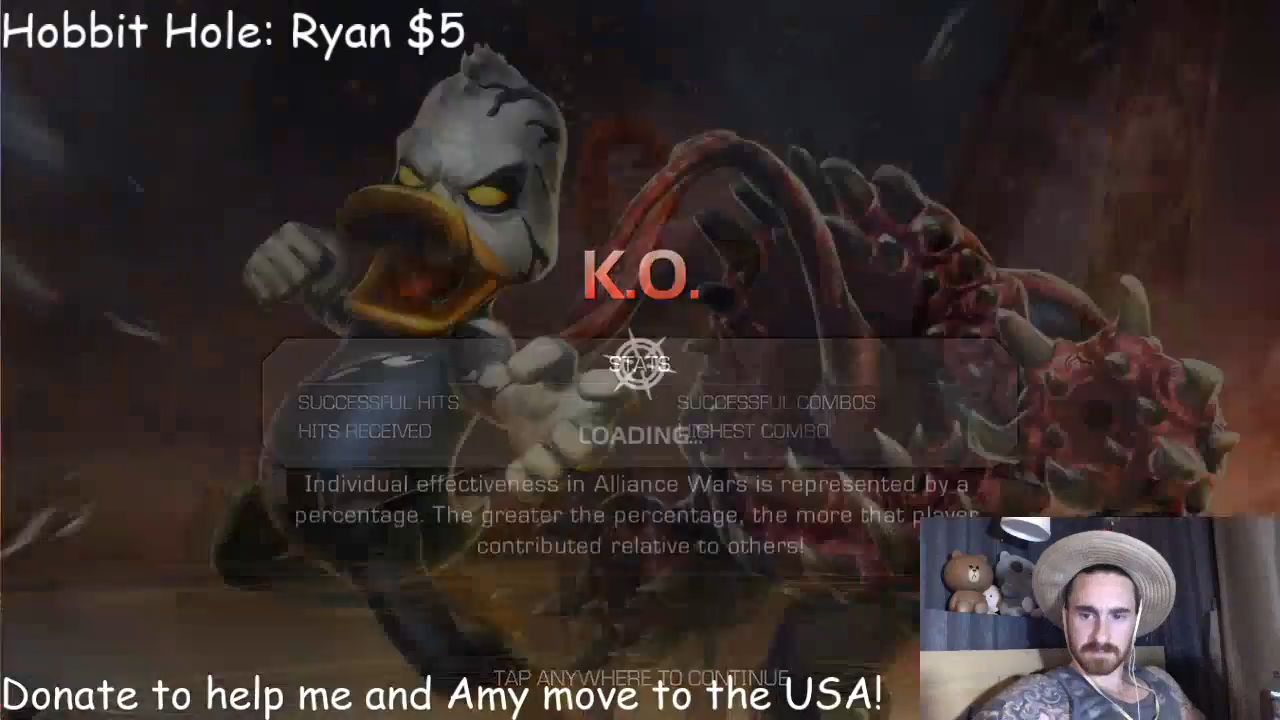 Hobbit Hole: Ryan $5
K.O.
STATS
SUCCESSFUL HITS
SUCCESSFUL COMBOS
HITS RECEIVED
HIGHEST COMBO
LOADING...
Individual effectiveness in Alliance Wars is represented by a
percentage. The greater the percentage, the more that player
contributed relative to others!
TAP ANYWHERE TO CONTINUE
Donate to help me and Amy move to the USA!